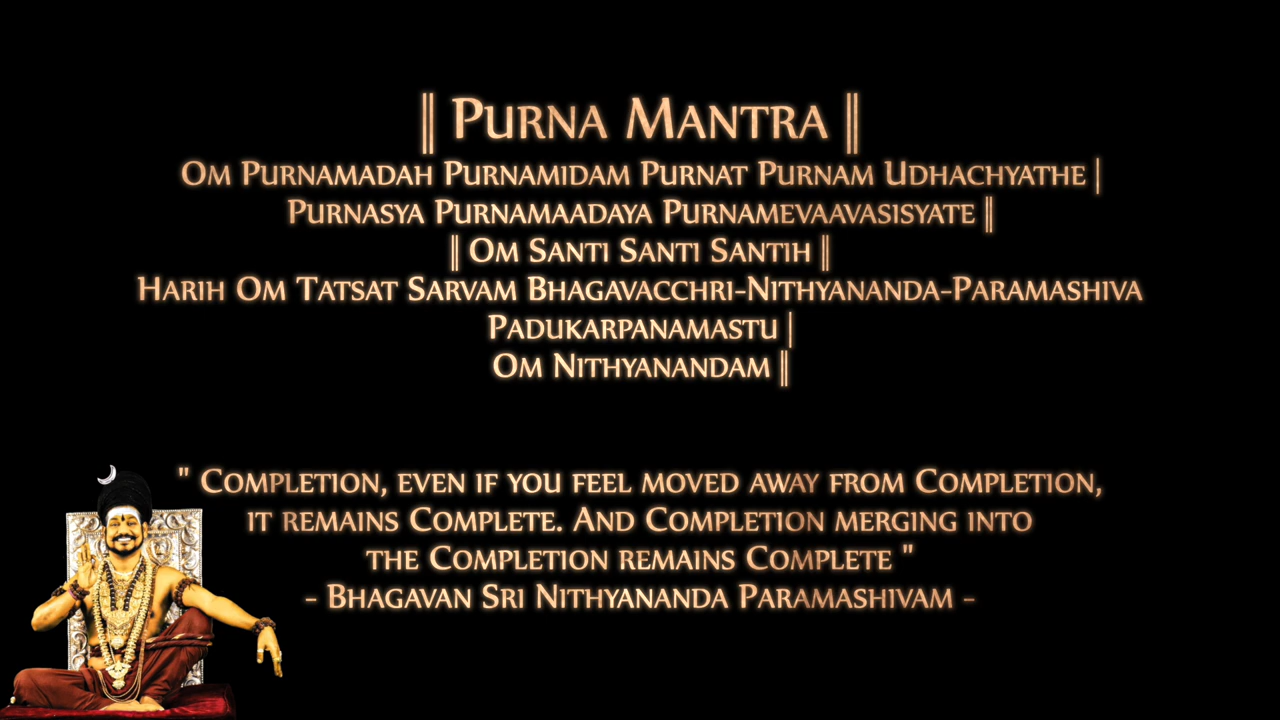 || Purna Mantra ||
Om Purnamadah Purnamidam Purnat Purnam Udhachyathe |
Purnasya Purnamaadaya Purnamevaavasisyate ||
|| Om Santi Santi Santih ||
Harih Om Tatsat Sarvam Bhagavacchri-Nithyananda-Paramashiva
Padukarpanamastu |
Om Nithyanandam ||
" Completion, even if you feel moved away from Completion,
it remains Complete. And Completion merging into
the Completion remains Complete "
- Bhagavan Sri Nithyananda Paramashivam -